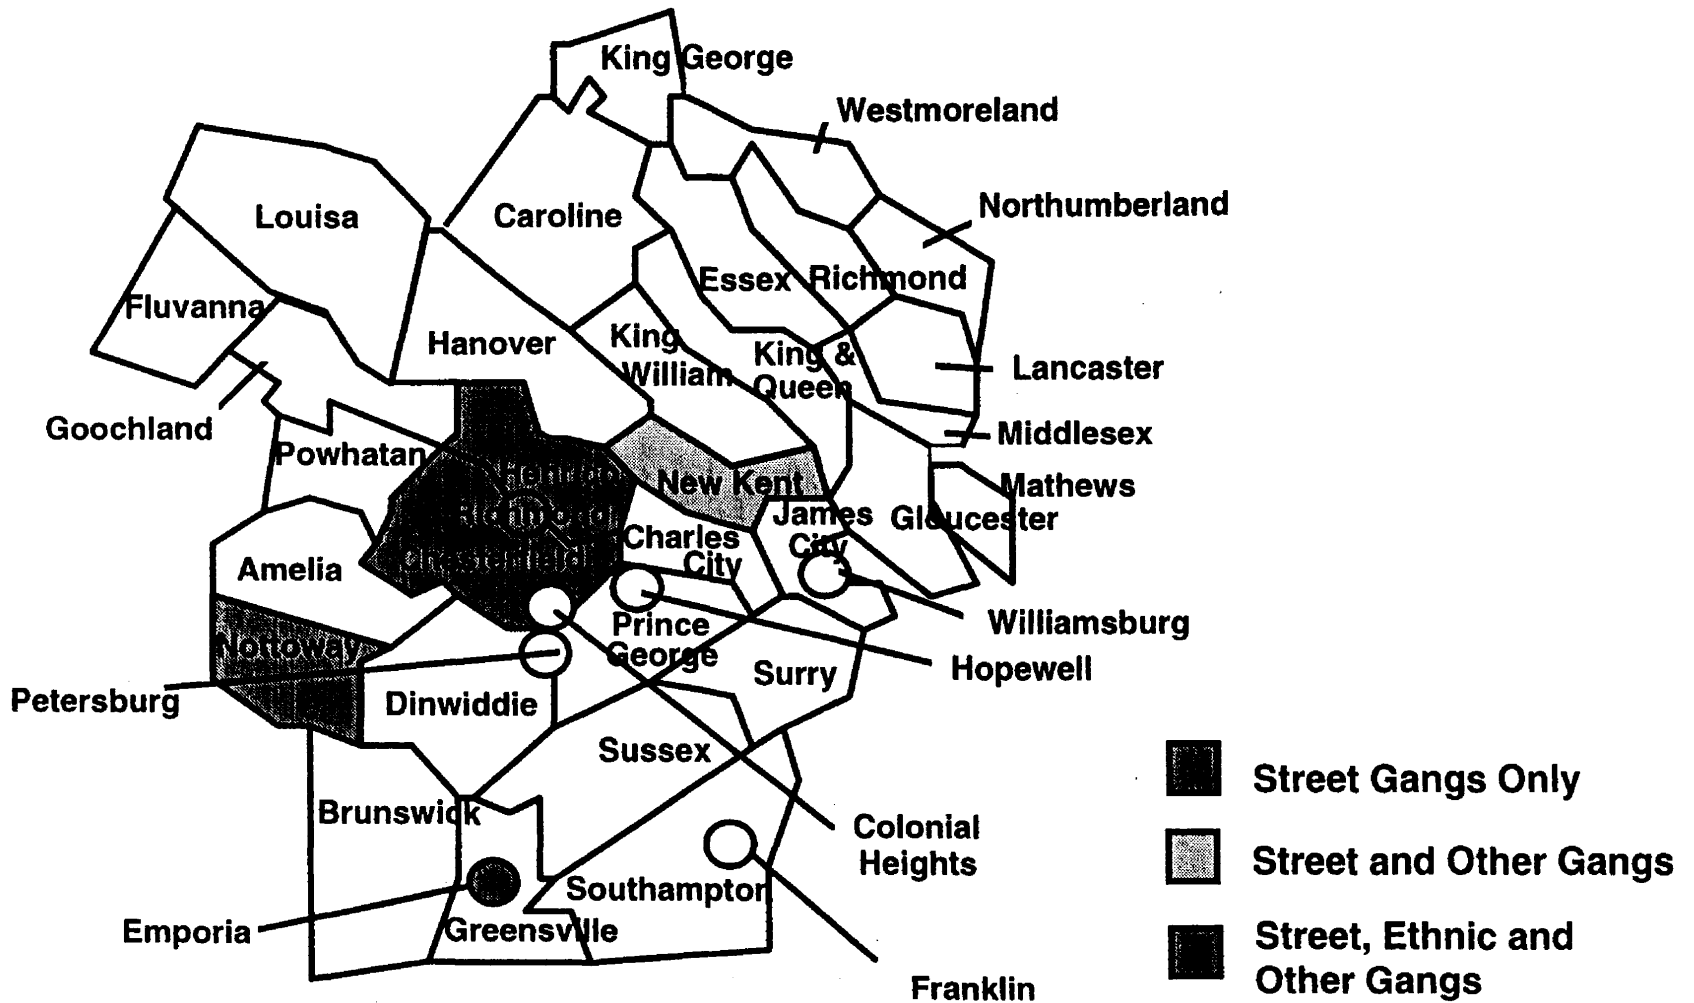 King George
Westmoreland
Northumberland
Louisa
Caroline
Essex
Richmond
Fluvanna
Hanover
King
William
King &
Queen
Lancaster
Goochland
Middlesex
Powhatan
Henrico
New Kent
Mathews
Richmond
James
City
Gloucester
Charles
City
Chesterfield
Amelia
Williamsburg
Prince
George
Nottoway
Hopewell
Surry
Petersburg
Dinwiddie
Sussex
Brunswick
Colonial
Heights
Southampton
Emporia
Greensville
Franklin
Street Gangs Only
Street and Other Gangs
Street, Ethnic and
Other Gangs